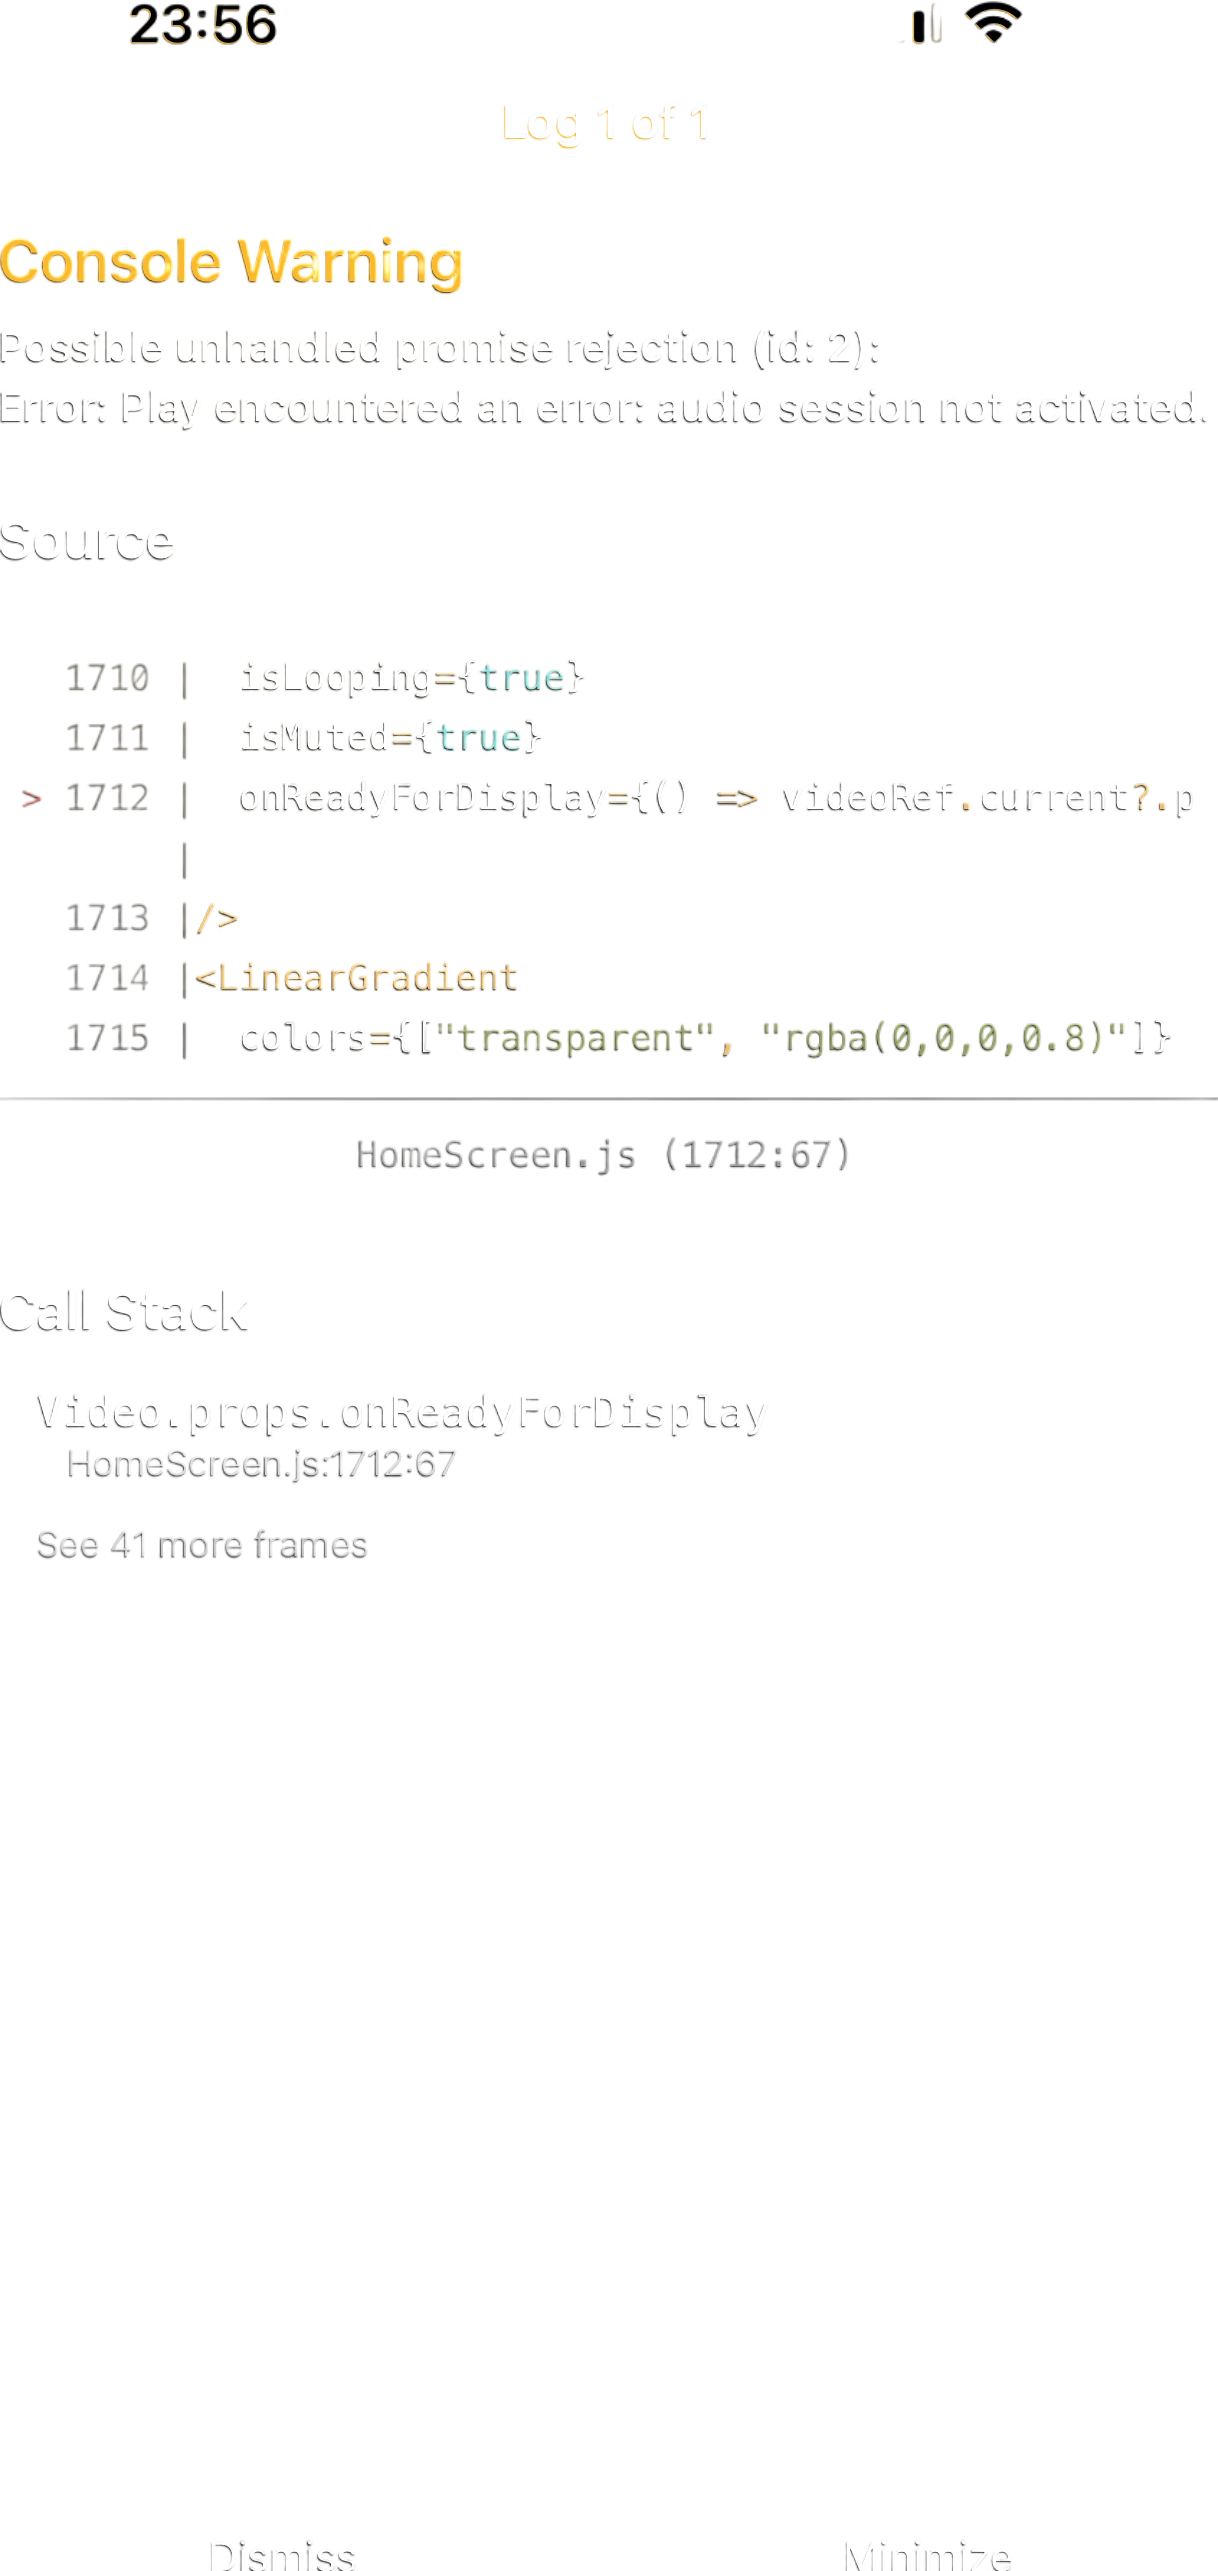 23:56
Log 1 of 1
Console Warning
Possible unhandled promise rejection (id: 2):
Error: Play encountered an error: audio session not activated.
Source
1710 |  isLooping={true}
1711 |  isMuted={true}
> 1712 |  onReadyForDisplay={() => videoRef.current?.p
|
1713 |/>
1714 |<LinearGradient
1715 |  colors={["transparent", "rgba(0,0,0,0.8)"]}
HomeScreen.js (1712:67)
Call Stack
Video.props.onReadyForDisplay
HomeScreen.js:1712:67
See 41 more frames
Dismiss Minimize